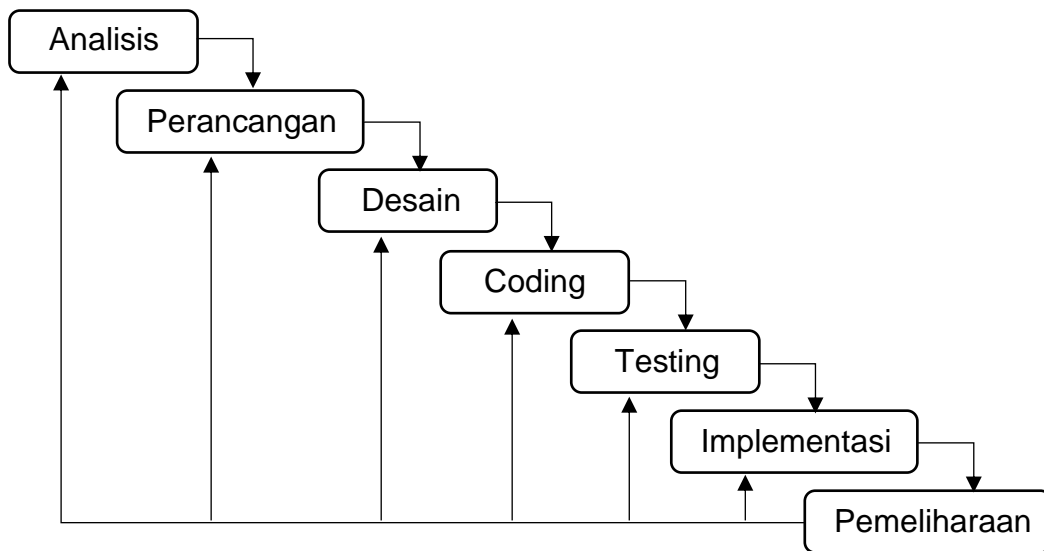 Analisis
Perancangan
Desain
Coding
Testing
Implementasi
Pemeliharaan